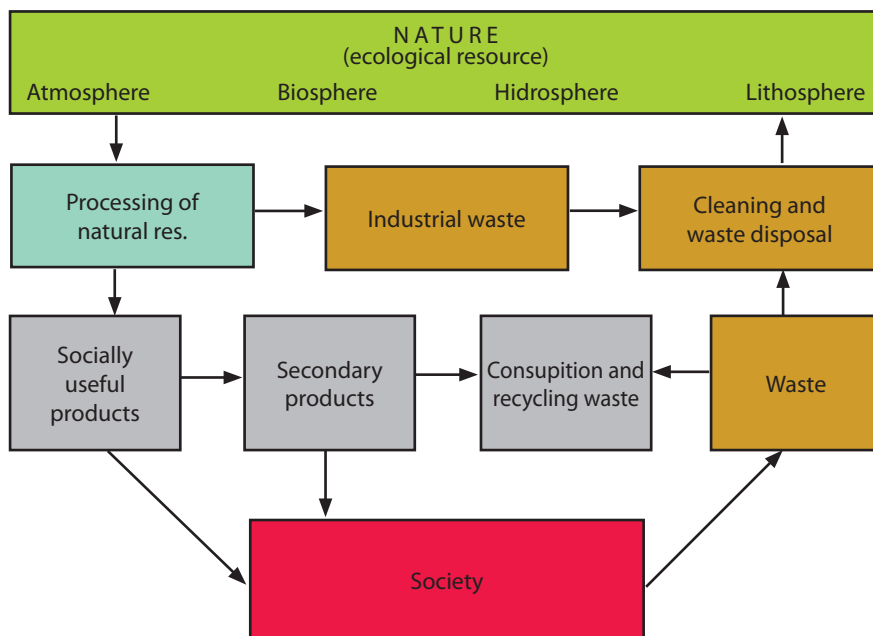 NATURE
(ecological resource)
Atmosphere Biosphere Hidrosphere Lithosphere
Processing of
natural res.
Industrial waste
Cleaning and
waste disposal
Socially
useful
products
Secondary
products
Consupition and
recycling waste
Waste
Society